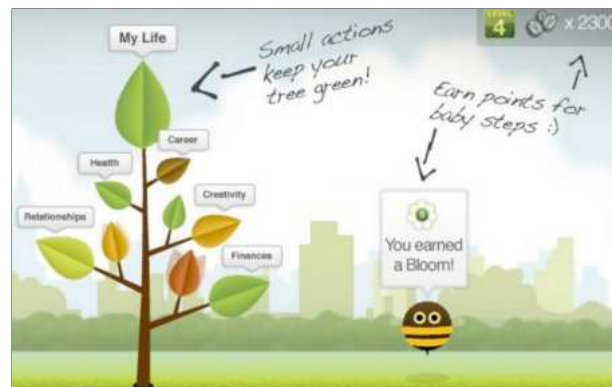 My Life
Small actions
keep your
tree green!
LEVEL
4
x 2300
Earn points for
baby steps :)
Career
Health
Creativity
Relationships
Finances
You earned
a Bloom!